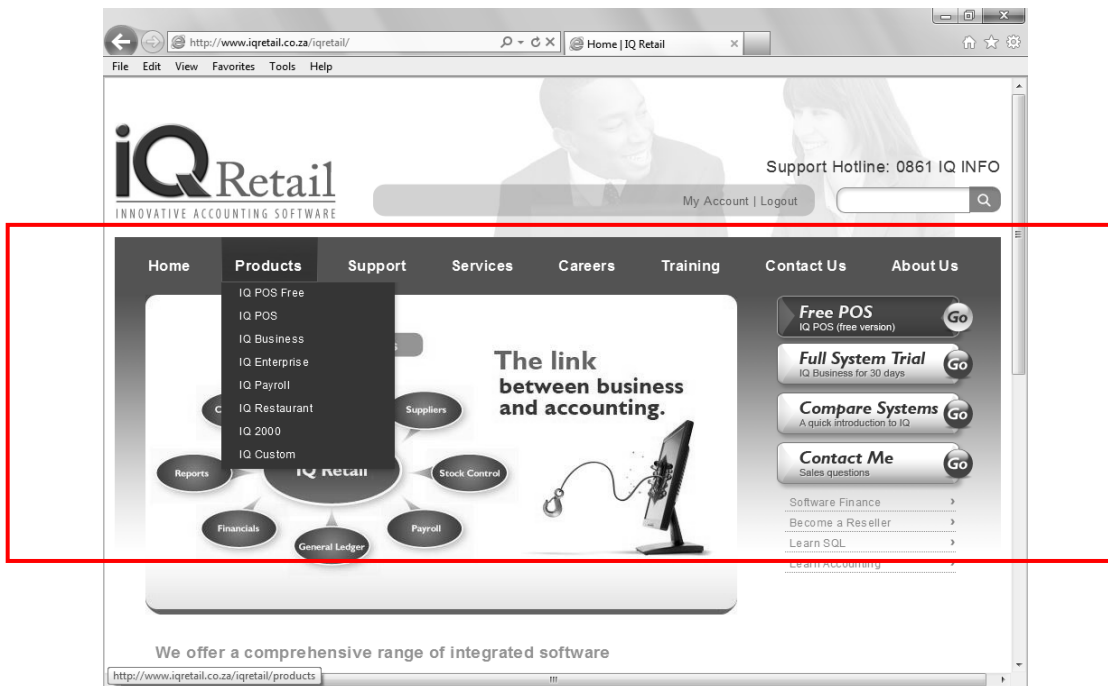 http://www.iqretail.co.za/iqretail/
Home | IQ Retail
File Edit View Favorites Tools Help
iQ Retail
INNOVATIVE ACCOUNTING SOFTWARE
Support Hotline: 0861 IQ INFO
My Account | Logout
Home Products Support Services Careers Training Contact Us About Us
IQ POS Free
IQ POS
IQ Business
IQ Enterprise
IQ Payroll
IQ Restaurant
IQ 2000
IQ Custom
Suppliers
Reports
IQ Retail
Stock Control
Financials
General Ledger
Payroll
The link
between business
and accounting.
Free POS
IQ POS (free version)
Go
Full System Trial
IQ Business for 30 days
Go
Compare Systems
A quick introduction to IQ
Go
Contact Me
Sales questions
Go
Software Finance
Become a Reseller
Learn SQL
Learn Accounting
We offer a comprehensive range of integrated software
http://www.iqretail.co.za/iqretail/products